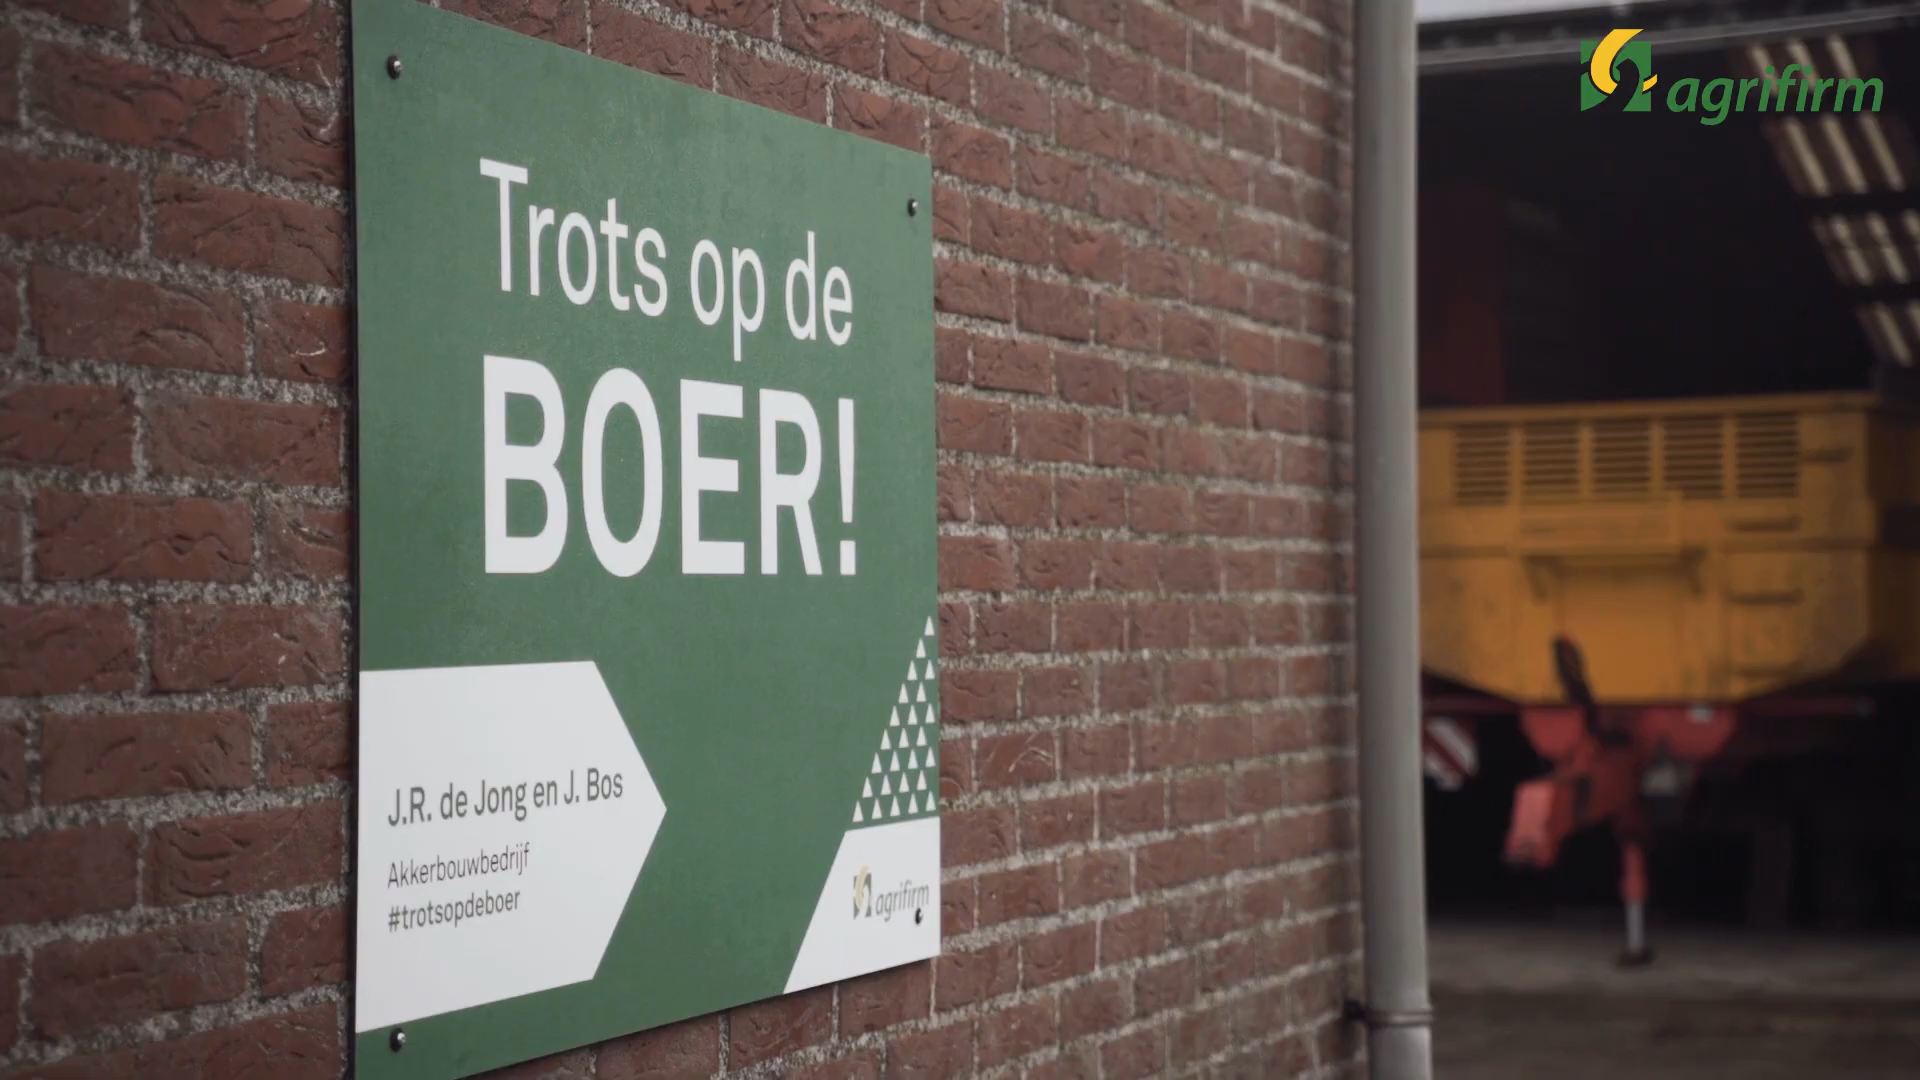 agrifirm
Trots op de
BOER!
J.R. de Jong en J. Bos
Akkerbouwbedrijf
#trotsopdeboer
agrifirm